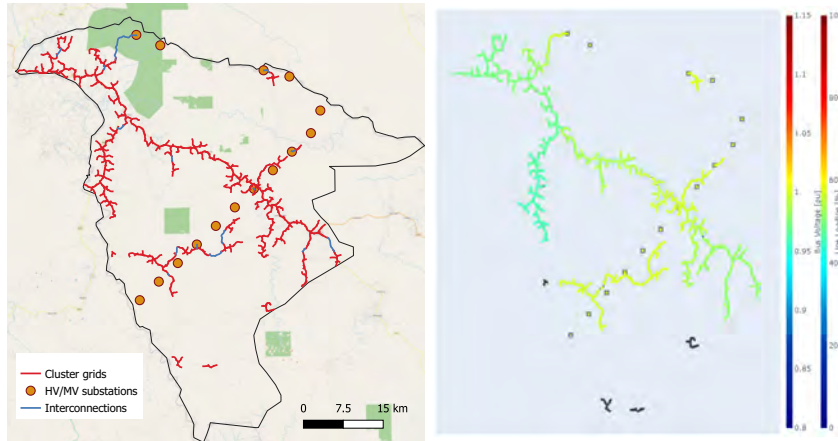 Cluster grids
HV/MV substations
Interconnections
0 7.5 15 km
1.15
1.1
1.05
1.
0.95
0.9
0.85
0.8
Bus Voltage [pu]
80
60
40
20